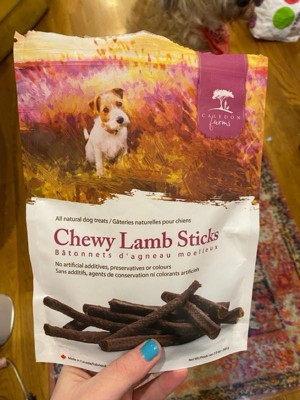 CALEDON
farms
All natural dog treats / Gâteries naturelles pour chiens
Chewy Lamb Sticks
Bâtonnets d'agneau moelleux
No artificial additives, preservatives or colours
Sans additifs, agents de conservation ni colorants artificiels